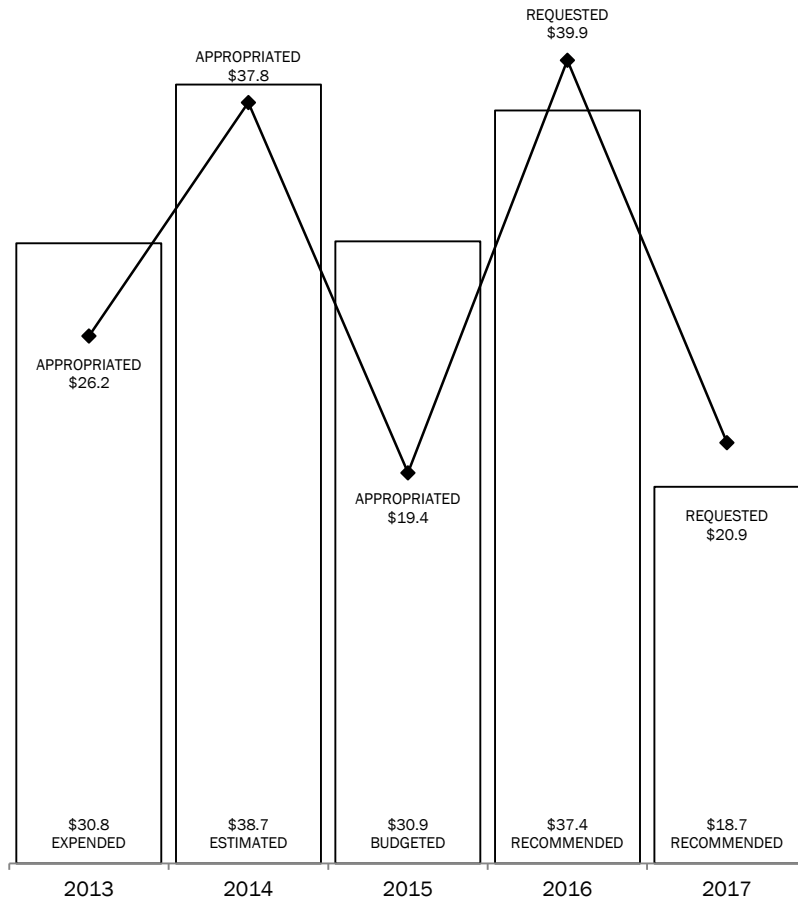 REQUESTED
$39.9
APPROPRIATED
$37.8
APPROPRIATED
$26.2
APPROPRIATED
$19.4
REQUESTED
$20.9
$30.8
EXPENDED
$38.7
ESTIMATED
$30.9
BUDGETED
$37.4
RECOMMENDED
$18.7
RECOMMENDED
2013
2014
2015
2016
2017